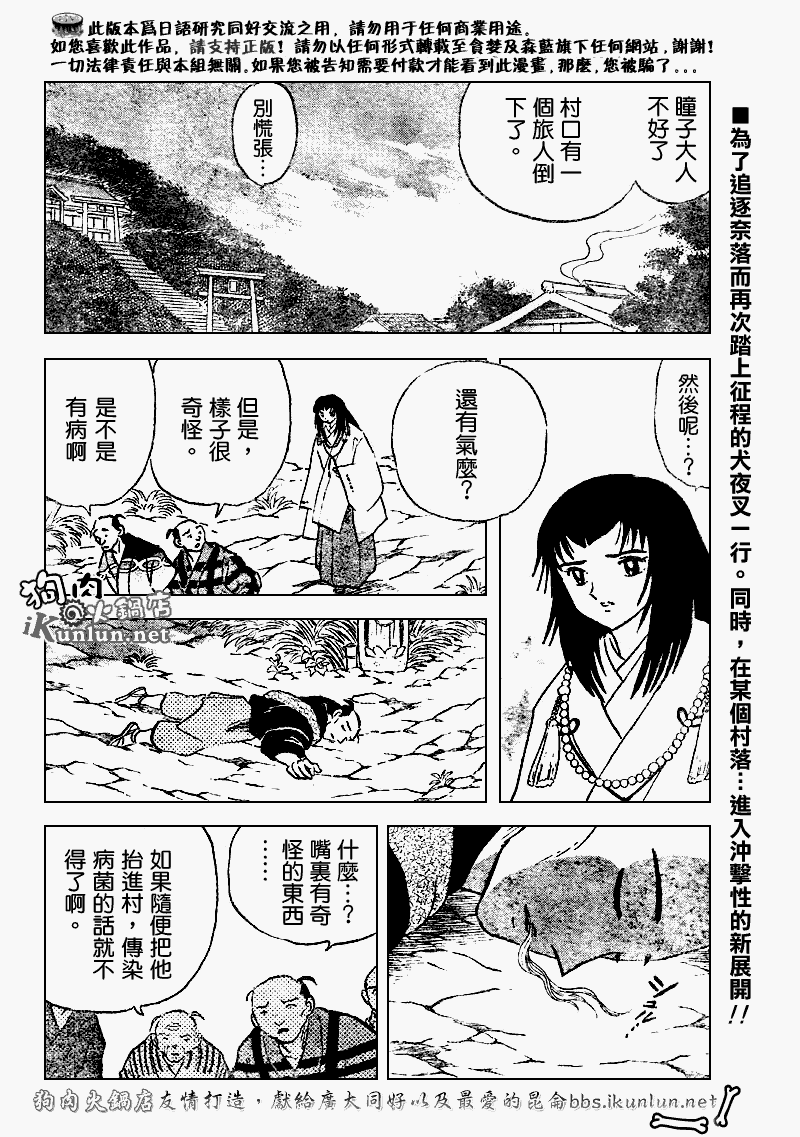 此版本爲日語研究同好交流之用，請勿用于任何商業用途。
如您喜歡此作品，請支持正版！請勿以任何形式轉載至貪婪及森藍旗下任何網站，謝謝！
一切法律責任與本組無關。如果您被告知需要付款才能看到此漫畫，那麼，您被騙了...
■為了追逐奈落而再次踏上征程的犬夜叉一行。同時，在某個村落…進入沖擊性的新展開!!
瞳子大人
不好了
村口有一
個旅人倒
下了。
別慌張…
然後呢…?
還有氣麼?
但是，
樣子很
奇怪。
是不是
有病啊
狗肉
火鍋店
iKunlun.net
什麼…?
嘴裏有奇
怪的東西
……
如果隨便把他
抬進村，傳染
病菌的話就不
得了啊。
狗肉火鍋店友情打造，獻給廣大同好以及最愛的昆侖bbs.ikunlun.net